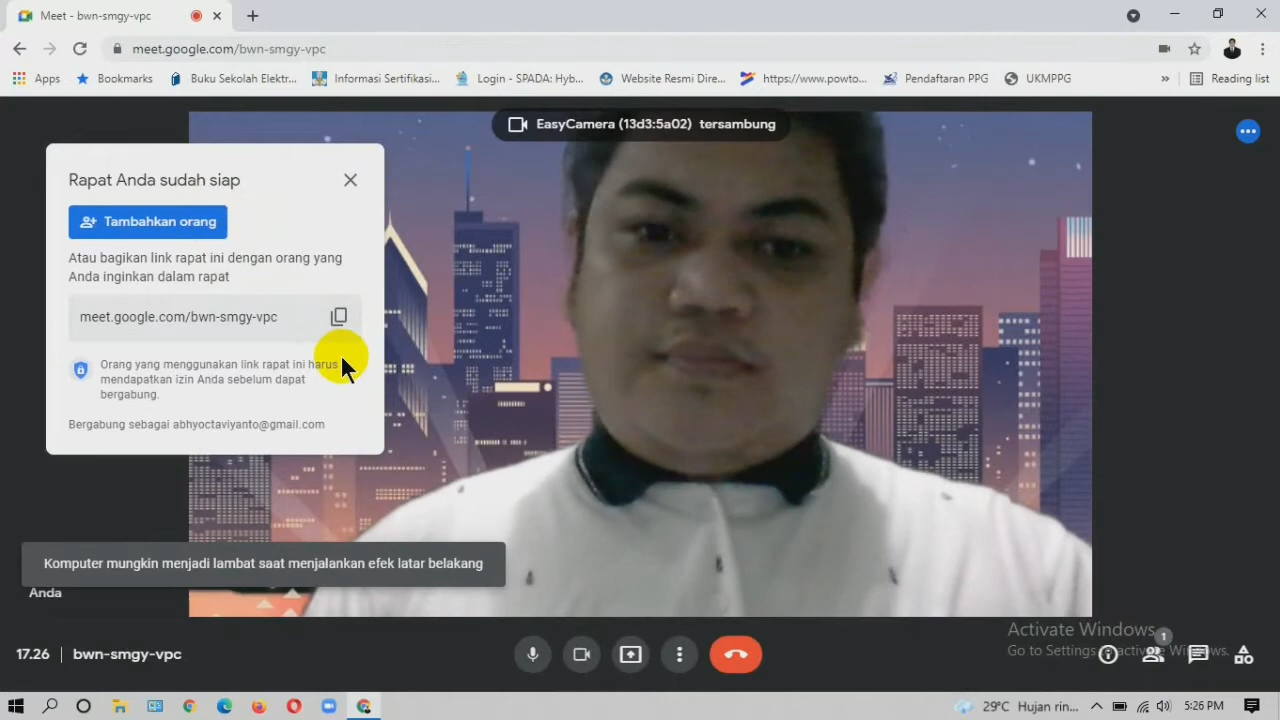 Meet - bwn-smgy-vpc
meet.google.com/bwn-smgy-vpc
Apps
Bookmarks
Buku Sekolah Elektr...
Informasi Sertifikasi...
Login - SPADA: Hyb...
Website Resmi Dire...
https://www.powto...
Pendaftaran PPG
UKMPPG
»
Reading list
EasyCamera (13d3:5a02) tersambung
Rapat Anda sudah siap
Tambahkan orang
Atau bagikan link rapat ini dengan orang yang
Anda inginkan dalam rapat
meet.google.com/bwn-smgy-vpc
Orang yang menggunakan link rapat ini harus
mendapatkan izin Anda sebelum dapat
bergabung.
Bergabung sebagai abhyoctaviyanto@gmail.com
Komputer mungkin menjadi lambat saat menjalankan efek latar belakang
Anda
17.26 | bwn-smgy-vpc
Activate Windows
Go to Settings to activate Windows.
1
29°C Hujan rin...
5:26 PM